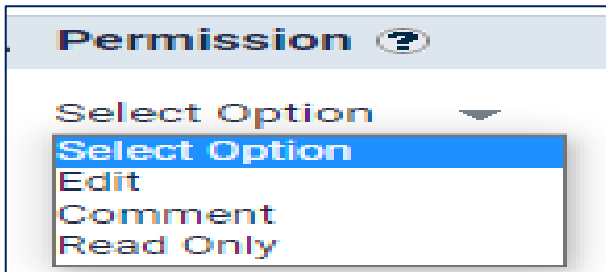 Permission ?
Select Option
Select Option
Edit
Comment
Read Only